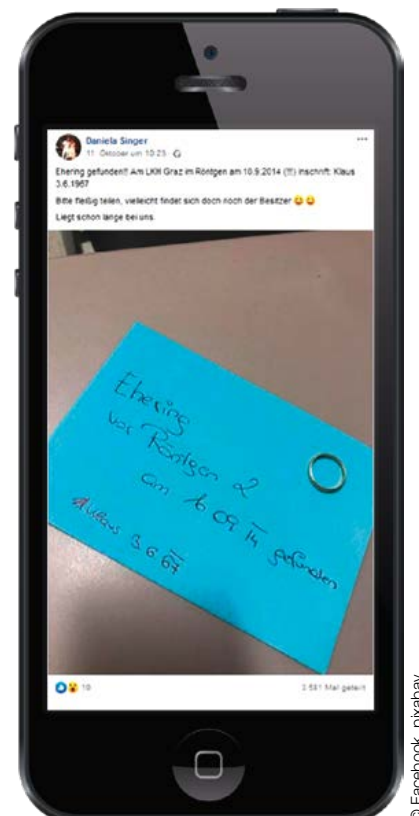 Daniela Singer
11. Oktober um 10:25
Ehering gefunden!! Am LKH Graz im Röntgen am 10.9.2014 (!!!) Inschrift: Klaus
3.6.1967
Bitte fleißig teilen, vielleicht findet sich doch noch der Besitzer
Liegt schon lange bei uns.
Ehering
vor Röntgen 2
am 16 09 14 gefunden
Klaus 3.6 67
3 581 Mal geteilt
© Facebook, pixabay